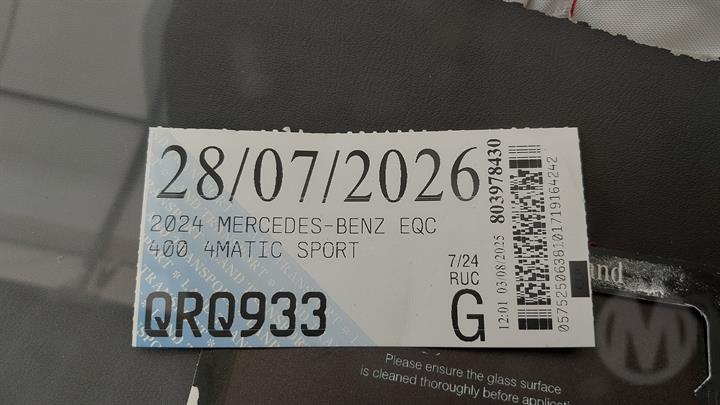 28/07/2026
2024 MERCEDES-BENZ EQC
400 4MATIC SPORT
7/24
RUC
QRQ933
G
12:01 03/08/2025 803978430
05752506381017191642​42
and
M
Please ensure the glass surface
is cleaned thoroughly before